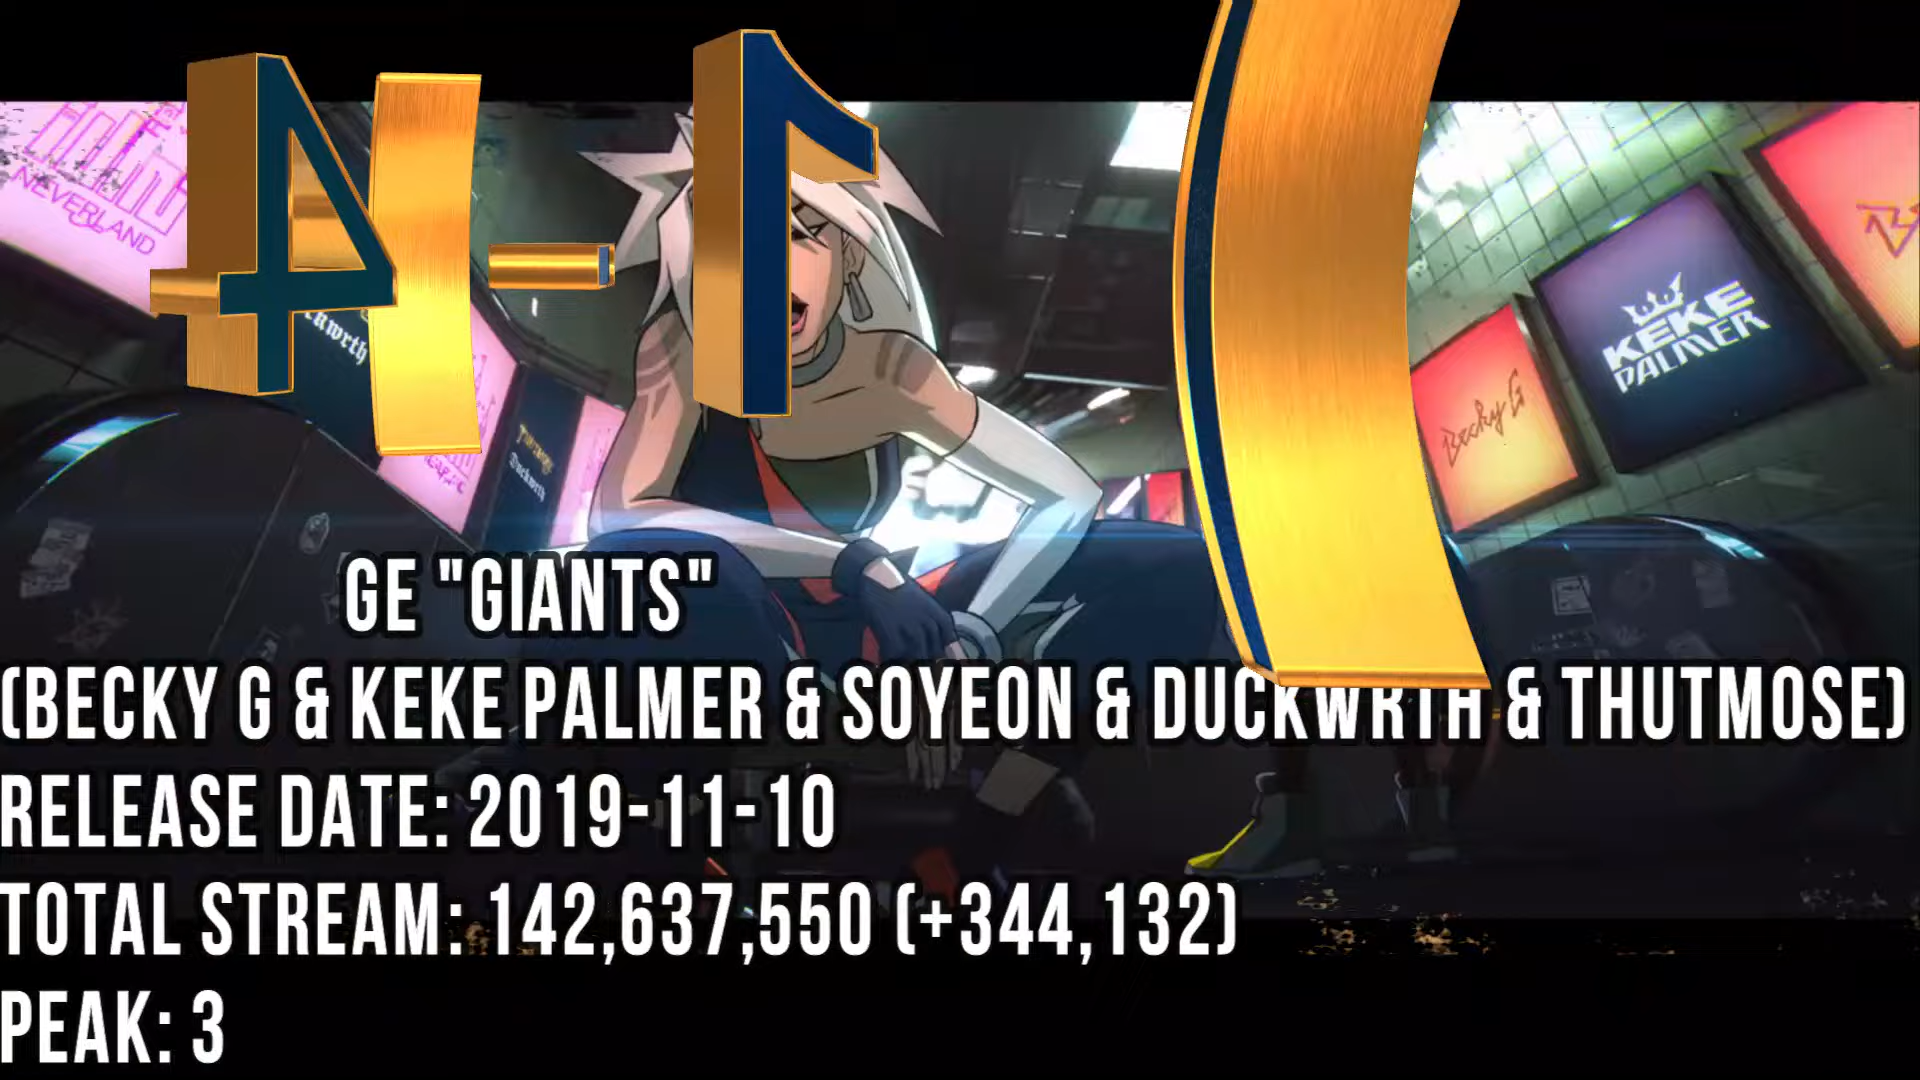 4 (-1)
NEVERLAND
KEKE
PALMER
Becky G
Duckwrth
GE "GIANTS"
(BECKY G & KEKE PALMER & SOYEON & DUCKWRTH & THUTMOSE)
RELEASE DATE: 2019-11-10
TOTAL STREAM: 142,637,550 (+344,132)
PEAK: 3